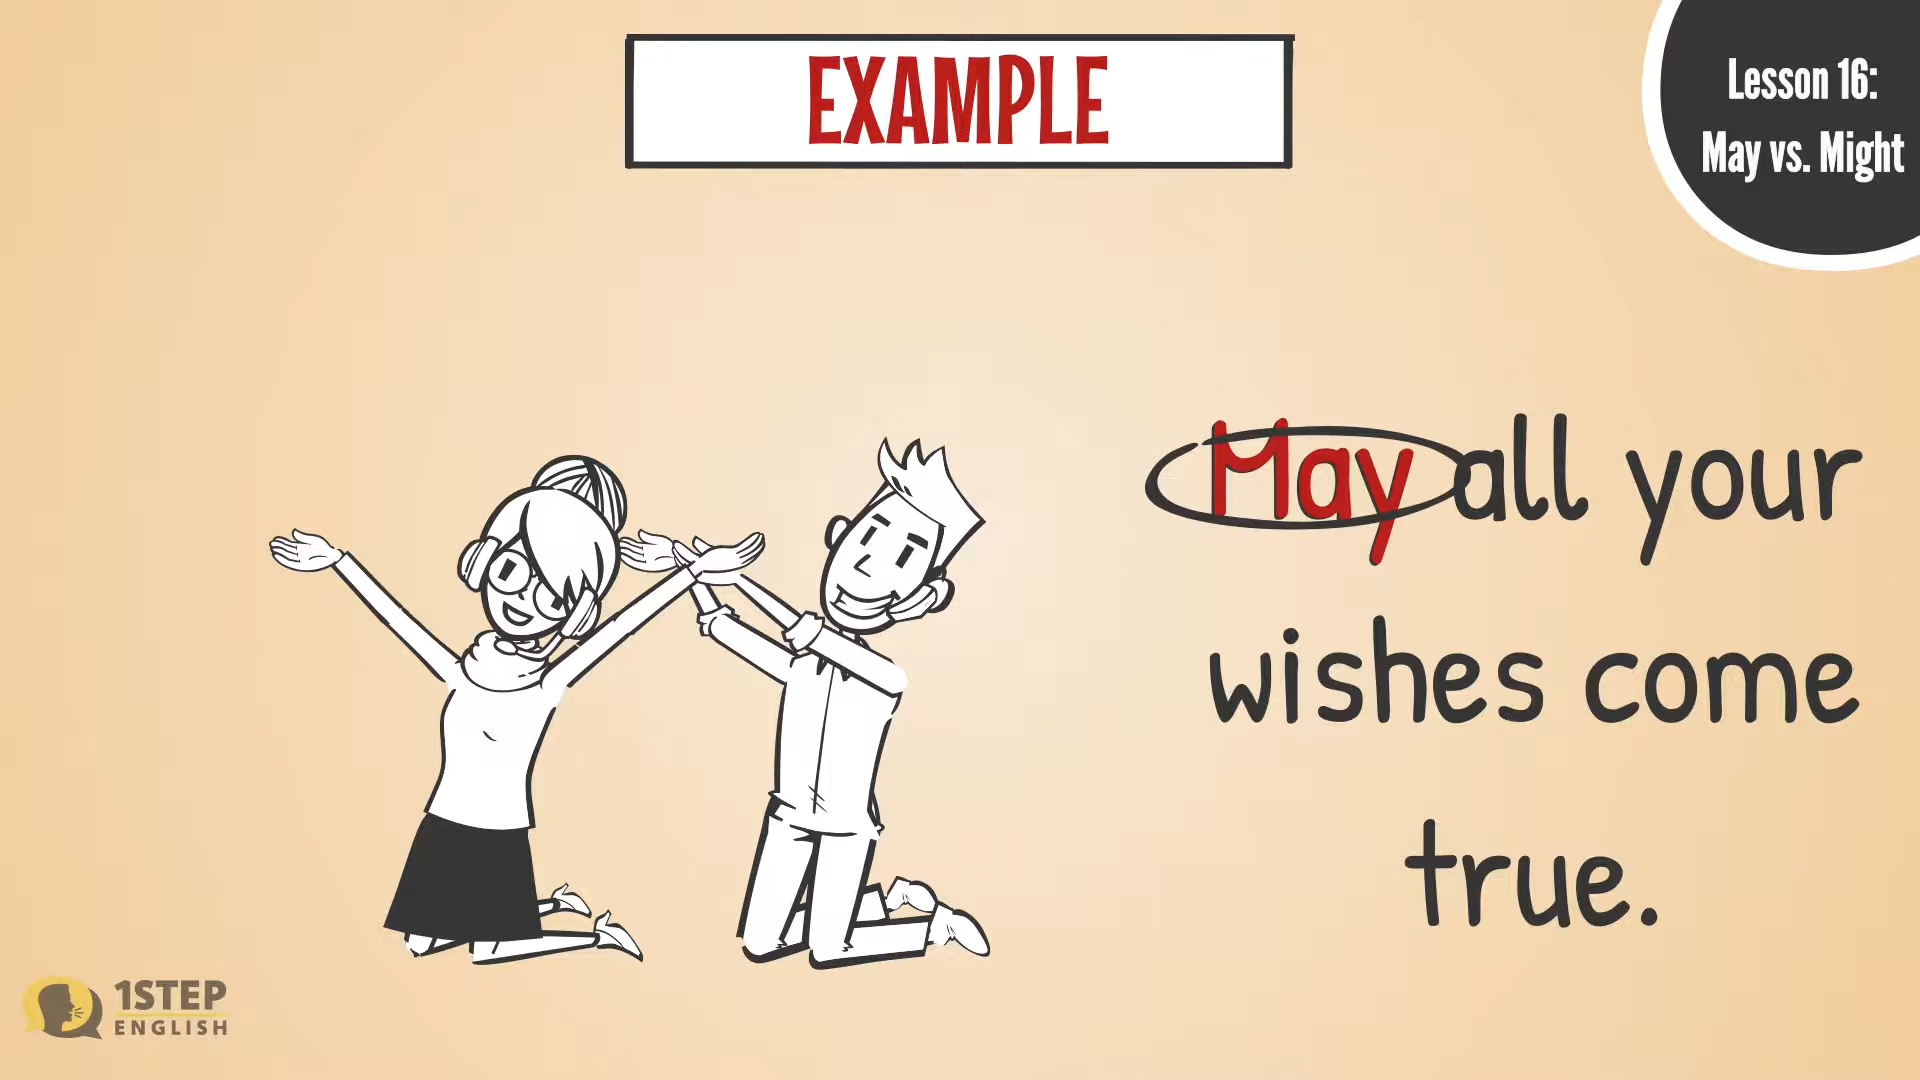 EXAMPLE
Lesson 16:
May vs. Might
May all your
wishes come
true.
1STEP
ENGLISH